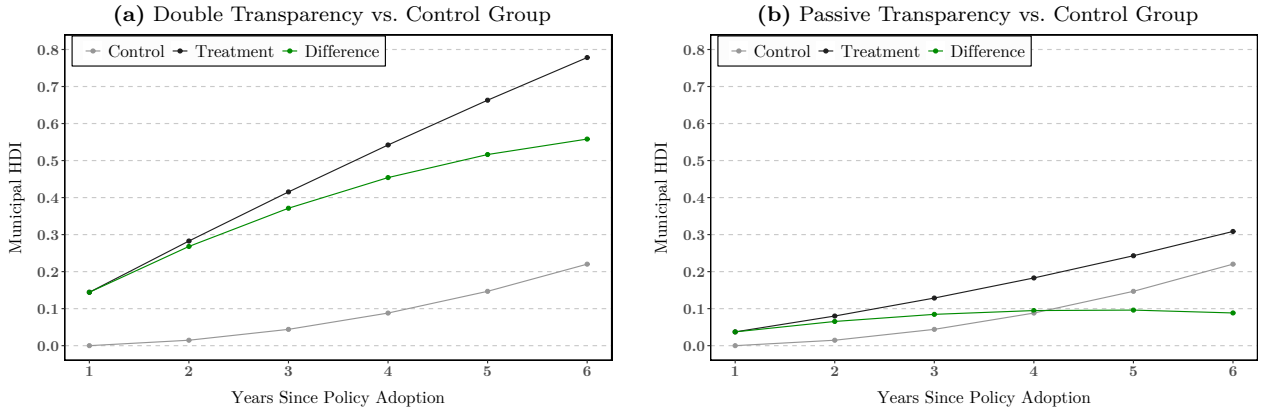 (a) Double Transparency vs. Control Group
Control Treatment Difference
0.8
0.7
0.6
0.5
0.4
0.3
0.2
0.1
0.0
Municipal HDI
1 2 3 4 5 6
Years Since Policy Adoption
(b) Passive Transparency vs. Control Group
Control Treatment Difference
0.8
0.7
0.6
0.5
0.4
0.3
0.2
0.1
0.0
Municipal HDI
1 2 3 4 5 6
Years Since Policy Adoption